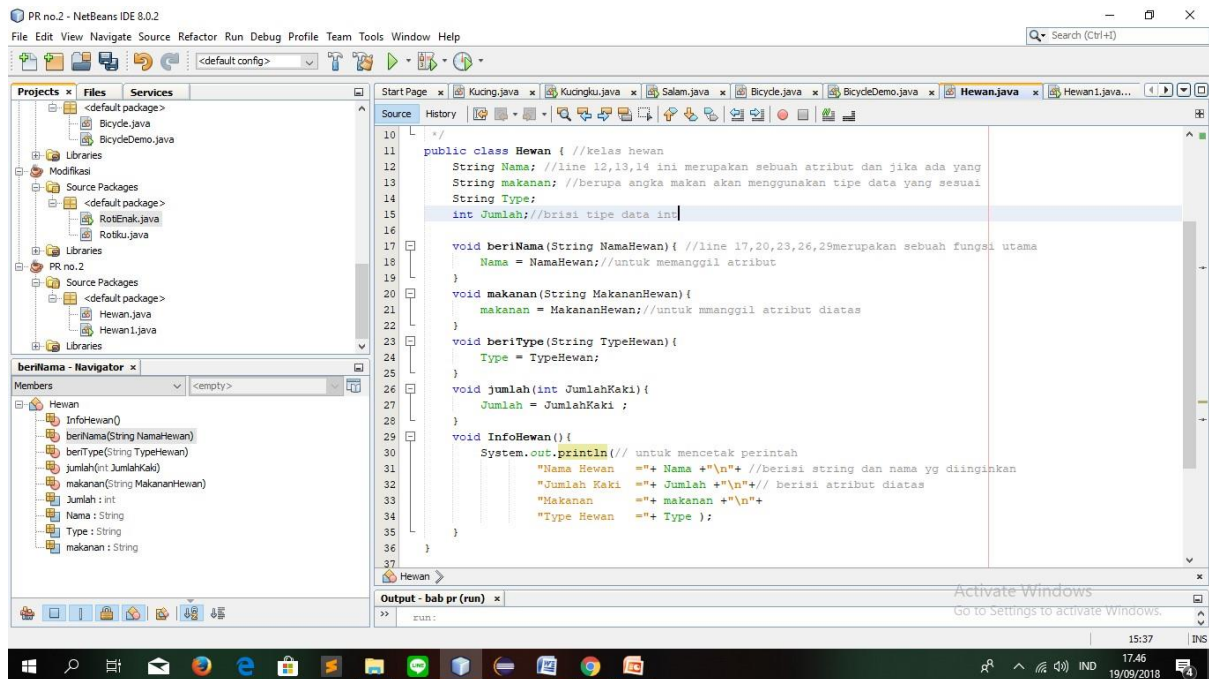 PR no.2 - NetBeans IDE 8.0.2
File Edit View Navigate Source Refactor Run Debug Profile Team Tools Window Help
Search (Ctrl+I)
<default config>
Projects Files Services
<default package>
Bicycle.java
BicycleDemo.java
Libraries
Modifikasi
Source Packages
<default package>
RotiEnak.java
Rotiku.java
Libraries
PR no.2
Source Packages
<default package>
Hewan.java
Hewan1.java
Libraries
beriNama - Navigator
Members <empty>
Hewan
InfoHewan()
beriNama(String NamaHewan)
beriType(String TypeHewan)
jumlah(int JumlahKaki)
makanan(String MakananHewan)
Jumlah : int
Nama : String
Type : String
makanan : String
Start Page Kucing.java Kucingku.java Salam.java Bicycle.java BicycleDemo.java Hewan.java Hewan1.java...
Source History
10 */
11 public class Hewan { //kelas hewan
12 String Nama; //line 12,13,14 ini merupakan sebuah atribut dan jika ada yang
13 String makanan; //berupa angka makan akan menggunakan tipe data yang sesuai
14 String Type;
15 int Jumlah;//brisi tipe data int
16
17 void beriNama(String NamaHewan){ //line 17,20,23,26,29merupakan sebuah fungsi utama
18 Nama = NamaHewan;//untuk memanggil atribut
19 }
20 void makanan(String MakananHewan){
21 makanan = MakananHewan;//untuk mmanggil atribut diatas
22 }
23 void beriType(String TypeHewan){
24 Type = TypeHewan;
25 }
26 void jumlah(int JumlahKaki){
27 Jumlah = JumlahKaki ;
28 }
29 void InfoHewan(){
30 System.out.println(// untuk mencetak perintah
31 "Nama Hewan ="+ Nama +"\n"+ //berisi string dan nama yg diinginkan
32 "Jumlah Kaki ="+ Jumlah +"\n"+// berisi atribut diatas
33 "Makanan ="+ makanan +"\n"+
34 "Type Hewan ="+ Type );
35 }
36 }
37
Hewan
Output - bab pr (run)
run:
Activate Windows
Go to Settings to activate Windows.
15:37 INS
IND
17.46
19/09/2018
4